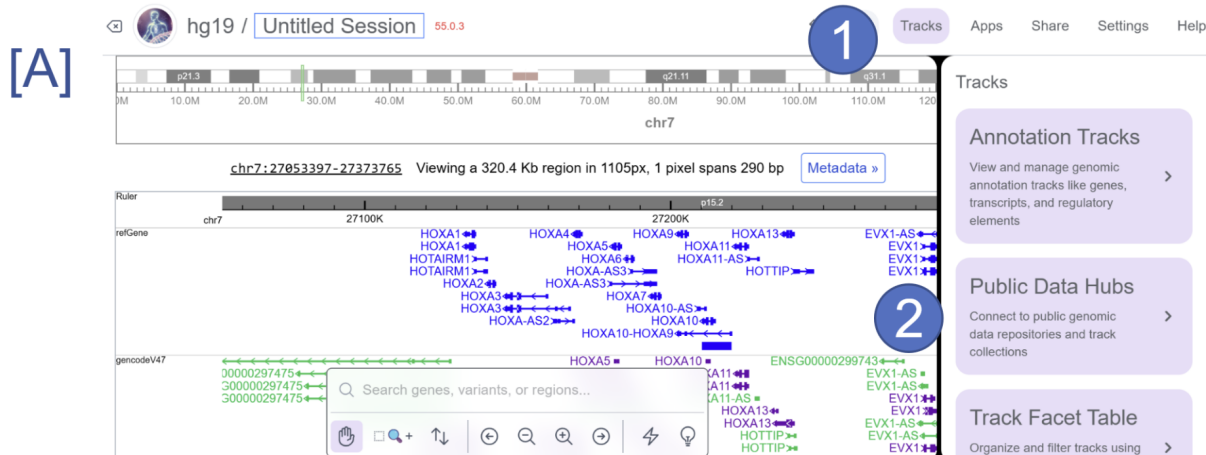 [A]
hg19 / Untitled Session 55.0.3
1
Tracks Apps Share Settings Help
p21.3 q21.11 q31.1
0M 10.0M 20.0M 30.0M 40.0M 50.0M 60.0M 70.0M 80.0M 90.0M 100.0M 110.0M 120
chr7
chr7:27053397-27373765 Viewing a 320.4 Kb region in 1105px, 1 pixel spans 290 bp Metadata »
Ruler
p15.2
chr7 27100K 27200K
refGene
HOXA1 HOXA4 HOXA9 HOXA13 EVX1-AS
HOXA1 HOXA5 HOXA11 EVX1
HOTAIRM1 HOXA6 HOXA11-AS EVX1
HOTAIRM1 HOXA-AS3 HOTTIP EVX1
HOXA2 HOXA-AS3
HOXA3 HOXA7
HOXA3 HOXA10-AS
HOXA-AS2 HOXA10
HOXA10-HOXA9
gencodeV47
HOXA5 HOXA10 ENSG00000299743
00000297475 XA11 EVX1-AS
G00000297475 XA11 EVX1-AS
G00000297475 XA11-AS EVX1
HOXA13 EVX1
HOXA13 EVX1-AS
HOTTIP EVX1-AS
HOTTIP EVX1
Search genes, variants, or regions...
Tracks
Annotation Tracks
View and manage genomic
annotation tracks like genes,
transcripts, and regulatory
elements
2
Public Data Hubs
Connect to public genomic
data repositories and track
collections
Track Facet Table
Organize and filter tracks using